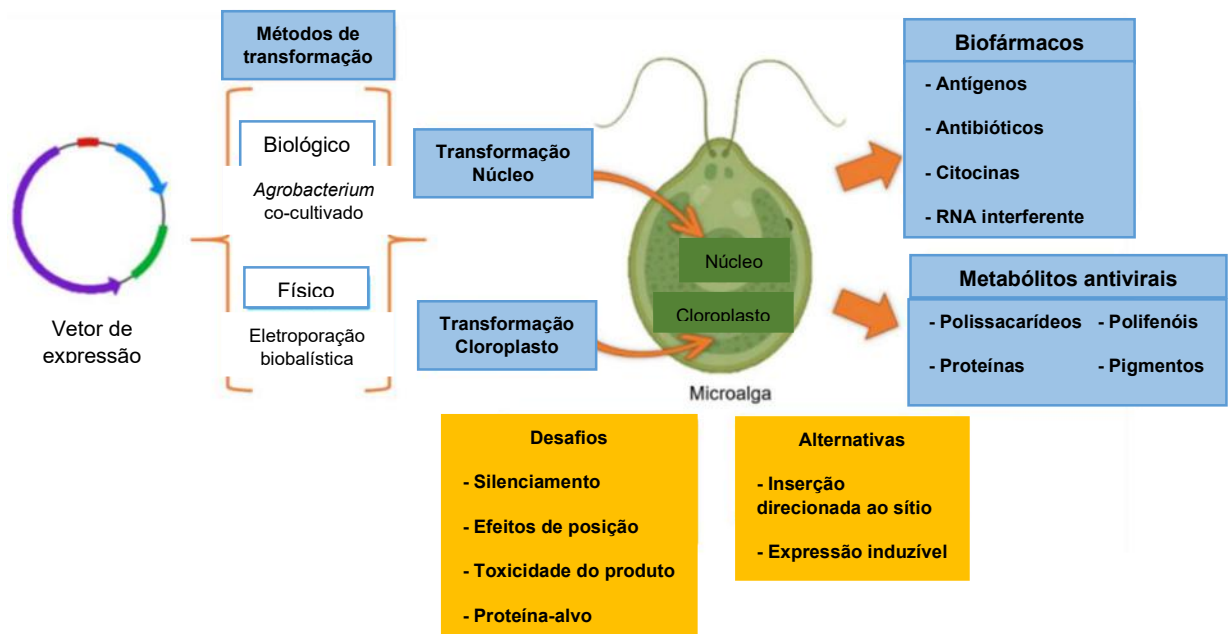 Métodos de
transformação
Biológico
Agrobacterium
co-cultivado
Físico
Eletroporação
biobalística
Vetor de
expressão
Transformação
Núcleo
Transformação
Cloroplasto
Núcleo
Cloroplasto
Microalga
Biofármacos
- Antígenos
- Antibióticos
- Citocinas
- RNA interferente
Metabólitos antivirais
- Polissacarídeos - Polifenóis
- Proteínas - Pigmentos
Desafios
- Silenciamento
- Efeitos de posição
- Toxicidade do produto
- Proteína-alvo
Alternativas
- Inserção
direcionada ao sítio
- Expressão induzível